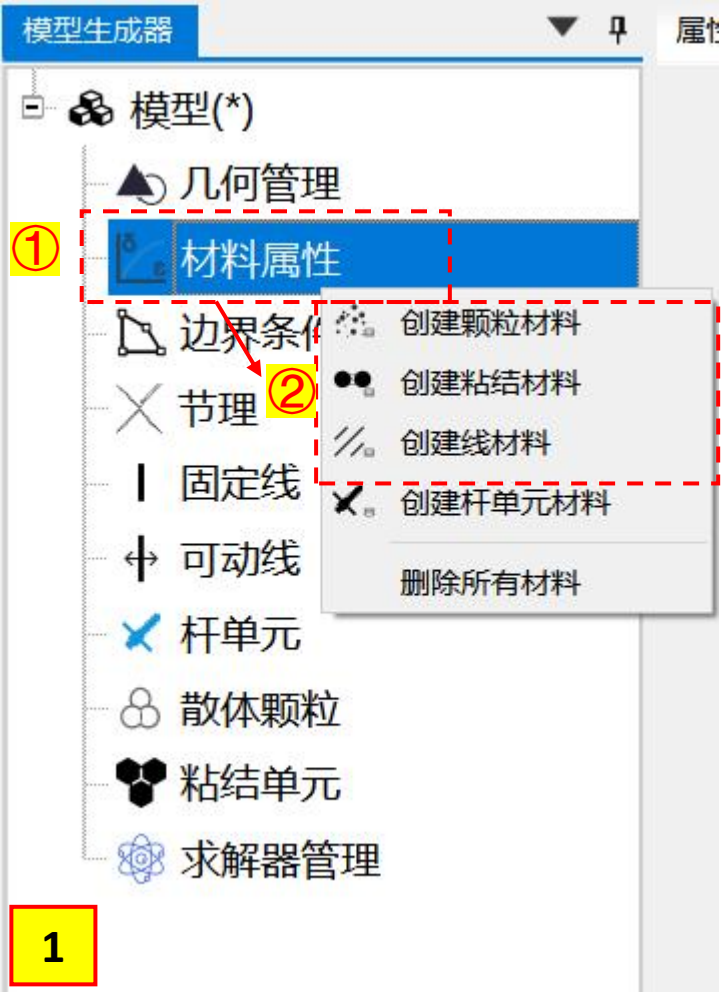 模型生成器
属性
模型(*)
几何管理
①
材料属性
边界条件
创建颗粒材料
②
创建粘结材料
节理
创建线材料
固定线
创建杆单元材料
可动线
删除所有材料
杆单元
散体颗粒
粘结单元
求解器管理
1